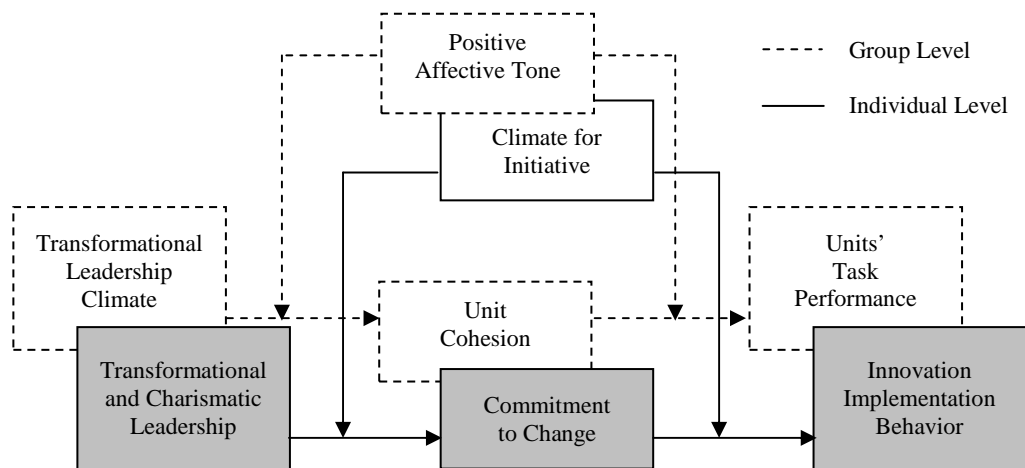 Positive
Affective Tone
Group Level
Individual Level
Climate for
Initiative
Transformational
Leadership
Climate
Units’
Task
Performance
Unit
Cohesion
Transformational
and Charismatic
Leadership
Commitment
to Change
Innovation
Implementation
Behavior